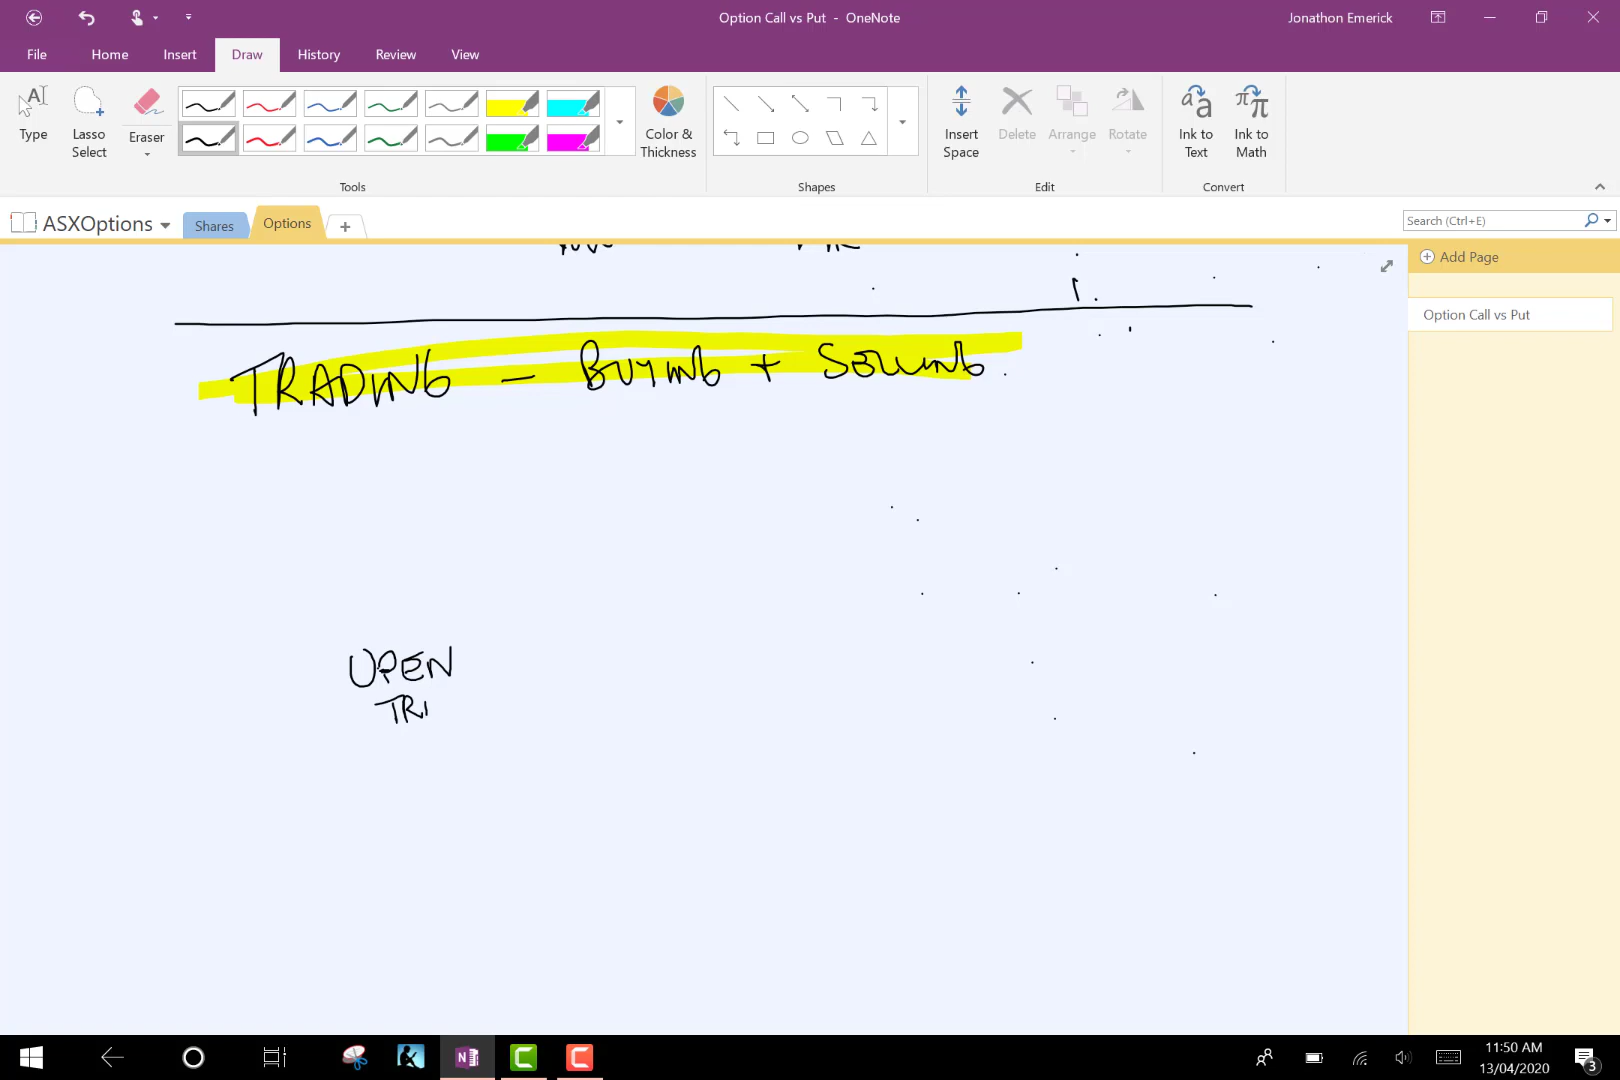 Option Call vs Put - OneNote
Jonathon Emerick
File
Home
Insert
Draw
History
Review
View
Type
Lasso Select
Eraser
Color & Thickness
Insert Space
Delete
Arrange
Rotate
Ink to Text
Ink to Math
Tools
Shapes
Edit
Convert
ASXOptions
Shares
Options
Search (Ctrl+E)
Add Page
Option Call vs Put
TRADING - BUYING + SELLING
OPEN
TRI
11:50 AM
13/04/2020
3